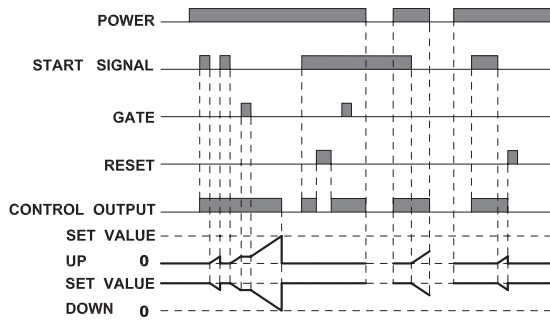 POWER
START SIGNAL
GATE
RESET
CONTROL OUTPUT
SET VALUE
UP 0
SET VALUE
DOWN 0